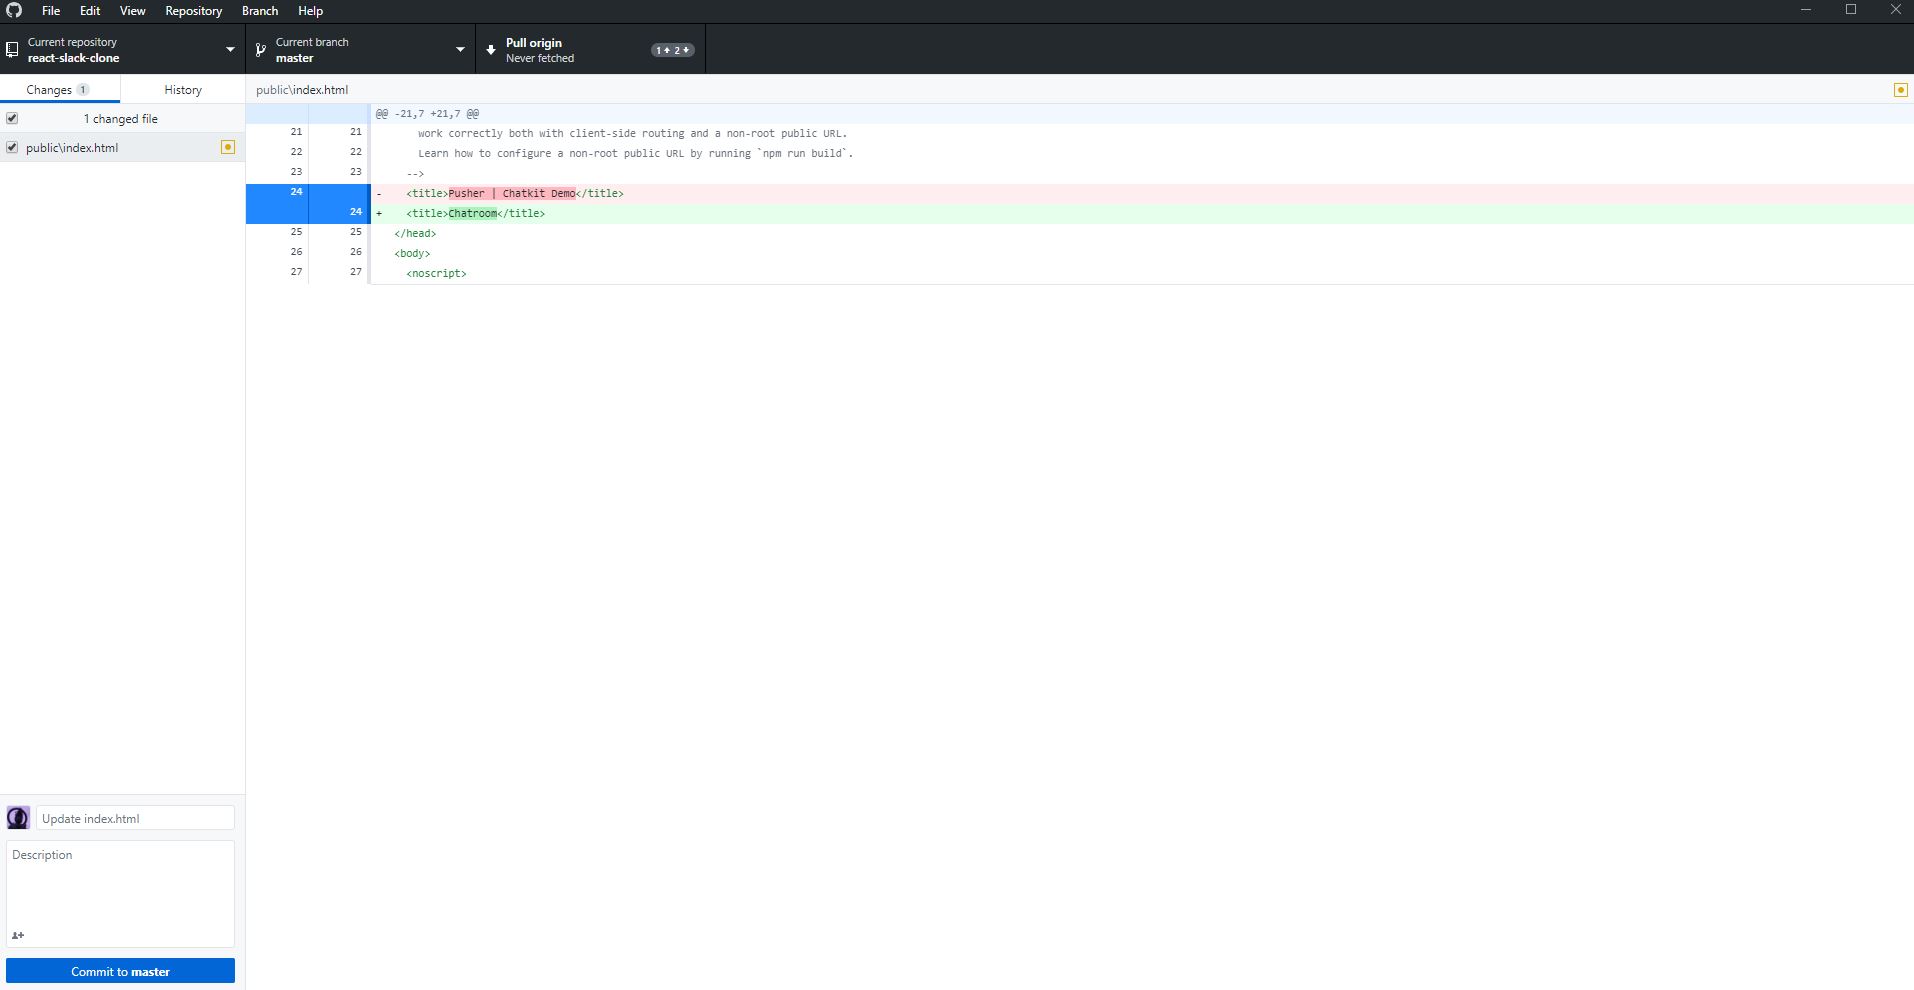 File Edit View Repository Branch Help
Current repository
react-slack-clone
Current branch
master
Pull origin
Never fetched
1 2
Changes 1
History
1 changed file
public\index.html
public\index.html
@@ -21,7 +21,7 @@
21 21 work correctly both with client-side routing and a non-root public URL.
22 22 Learn how to configure a non-root public URL by running `npm run build`.
23 23 -->
24 - <title>Pusher | Chatkit Demo</title>
24 + <title>Chatroom</title>
25 25 </head>
26 26 <body>
27 27 <noscript>
Update index.html
Description
Commit to master